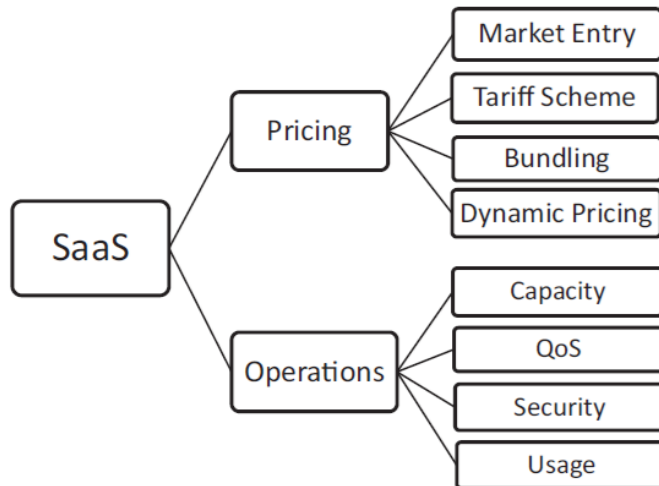 SaaS
Pricing
Market Entry
Tariff Scheme
Bundling
Dynamic Pricing
Operations
Capacity
QoS
Security
Usage